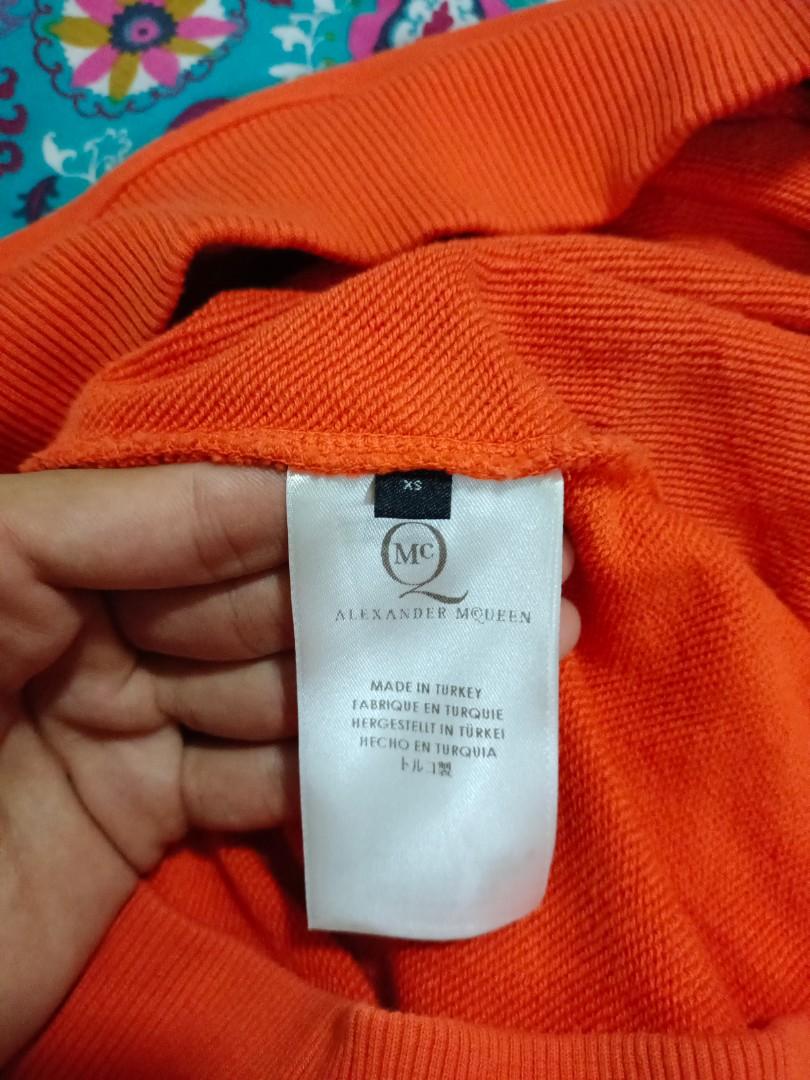 XS
McQ
ALEXANDER McQUEEN
MADE IN TURKEY
FABRIQUE EN TURQUIE
HERGESTELLT IN TÜRKEI
HECHO EN TURQUIA
トルコ製